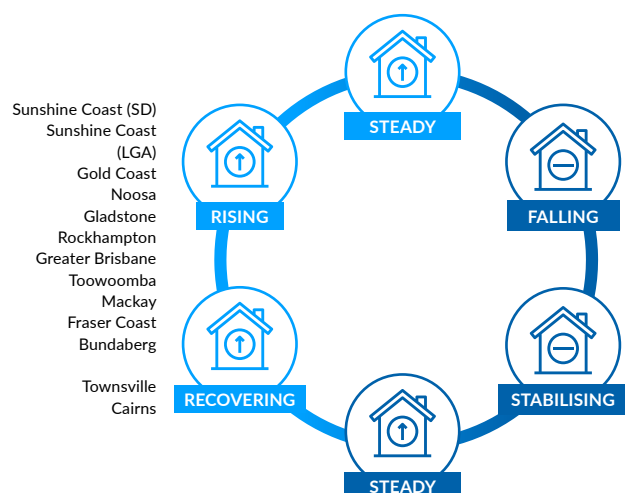 STEADY
Sunshine Coast (SD)
Sunshine Coast
(LGA)
Gold Coast
Noosa
Gladstone
Rockhampton
Greater Brisbane
Toowoomba
Mackay
Fraser Coast
Bundaberg
RISING
FALLING
Townsville
Cairns
RECOVERING
STABILISING
STEADY